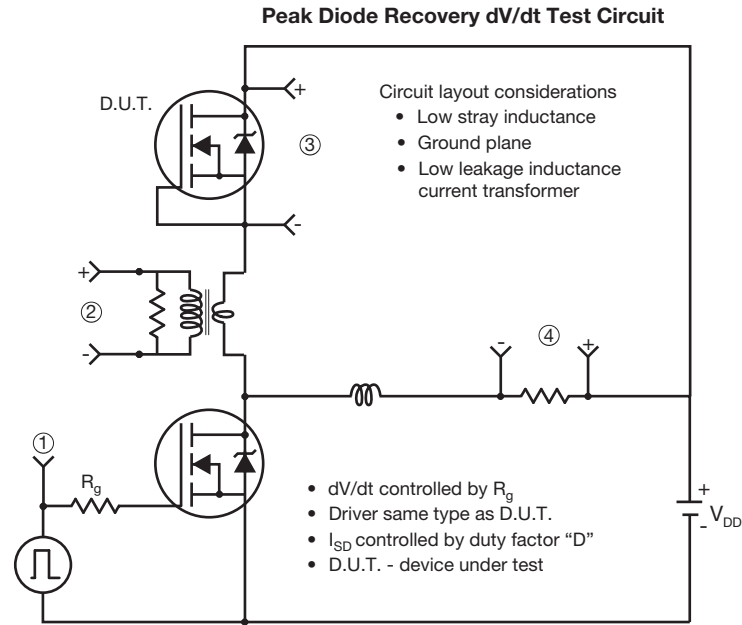 Peak Diode Recovery dV/dt Test Circuit
D.U.T.
+
③
-
Circuit layout considerations
• Low stray inductance
• Ground plane
• Low leakage inductance
current transformer
+
②
-
-
④
+
①
Rg
• dV/dt controlled by Rg
• Driver same type as D.U.T.
• ISD controlled by duty factor “D”
• D.U.T. - device under test
+
-
VDD